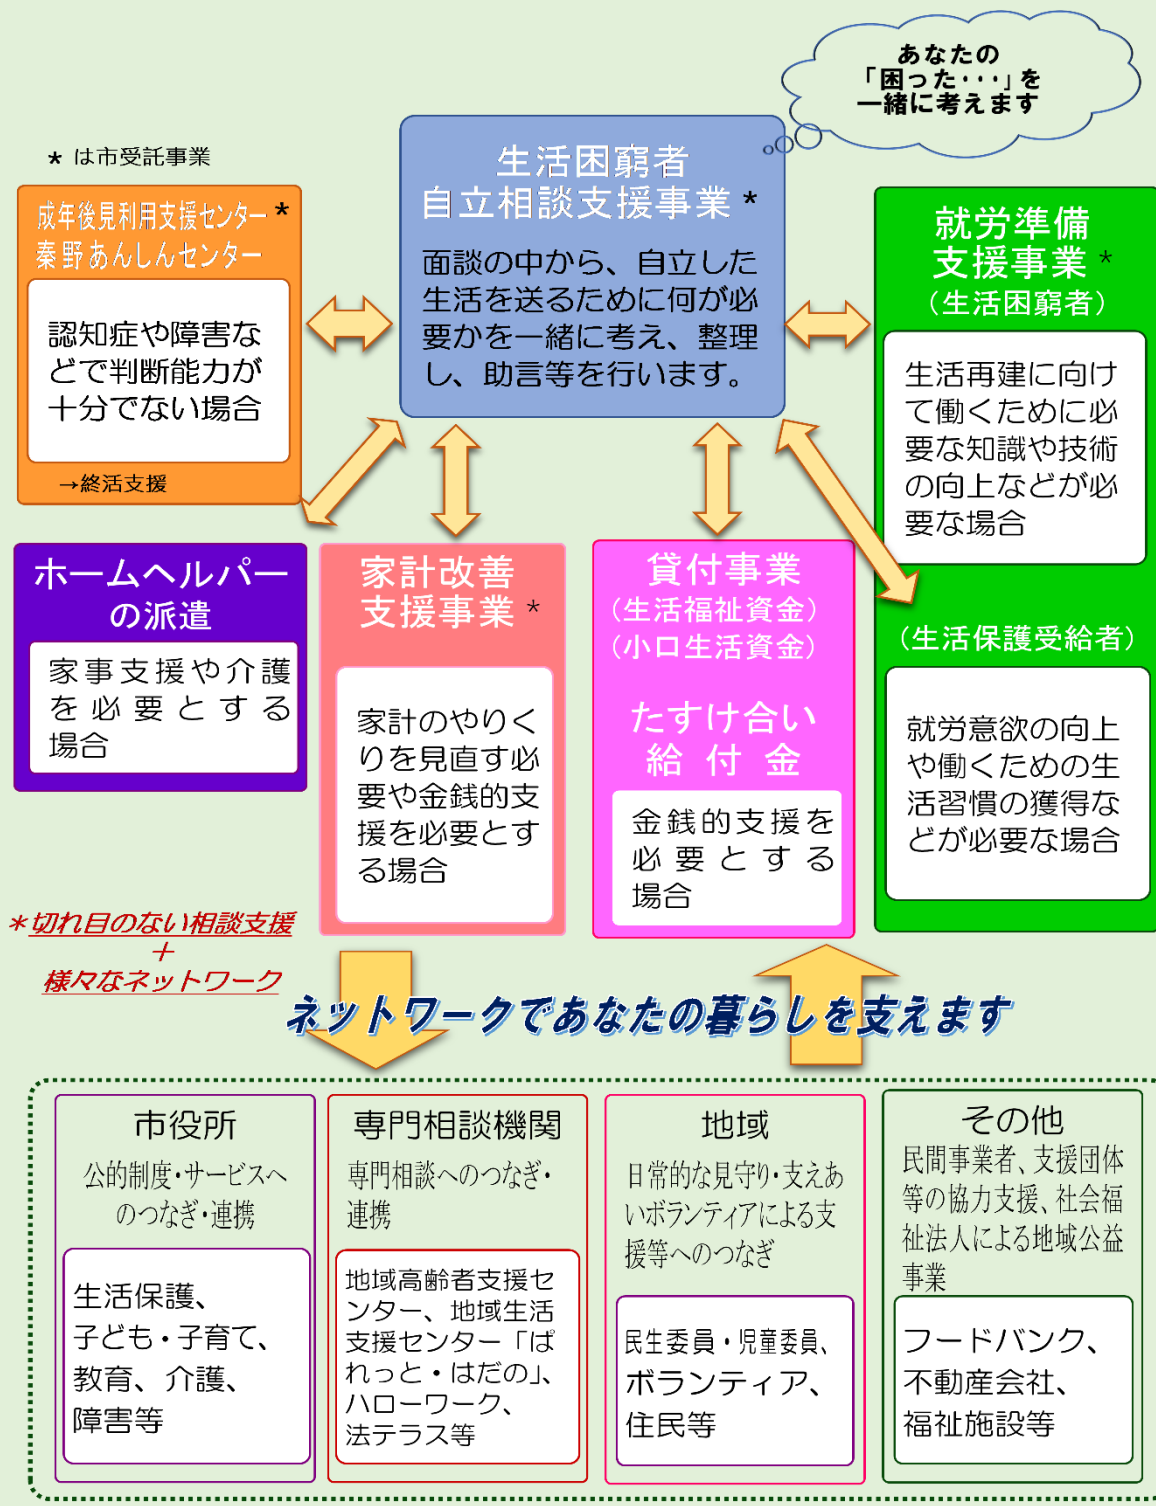 あなたの
「困った・・・」を
一緒に考えます
* は市受託事業
生活困窮者
自立相談支援事業 *
面談の中から、自立した
生活を送るために何が必
要かを一緒に考え、整理
し、助言等を行います。
成年後見利用支援センター *
秦野あんしんセンター
認知症や障害な
どで判断能力が
十分でない場合
→終活支援
就労準備
支援事業 *
（生活困窮者）
生活再建に向け
て働くために必
要な知識や技術
の向上などが必
要な場合
（生活保護受給者）
就労意欲の向上
や働くための生
活習慣の獲得な
どが必要な場合
ホームヘルパー
の派遣
家事支援や介護
を必要とする
場合
家計改善
支援事業 *
家計のやりく
りを見直す必
要や金銭的支
援を必要とす
る場合
貸付事業
（生活福祉資金）
（小口生活資金）
たすけ合い
給付金
金銭的支援を
必要とする
場合
*切れ目のない相談支援
＋
様々なネットワーク
ネットワークであなたの暮らしを支えます
市役所
公的制度・サービスへ
のつなぎ・連携
生活保護、
子ども・子育て、
教育、介護、
障害等
専門相談機関
専門相談へのつなぎ・
連携
地域高齢者支援セ
ンター、地域生活
支援センター「ぱ
れっと・はだの」、
ハローワーク、
法テラス等
地域
日常的な見守り・支えあ
いボランティアによる支
援等へのつなぎ
民生委員・児童委員、
ボランティア、
住民等
その他
民間事業者、支援団体
等の協力支援、社会福
祉法人による地域公益
事業
フードバンク、
不動産会社、
福祉施設等